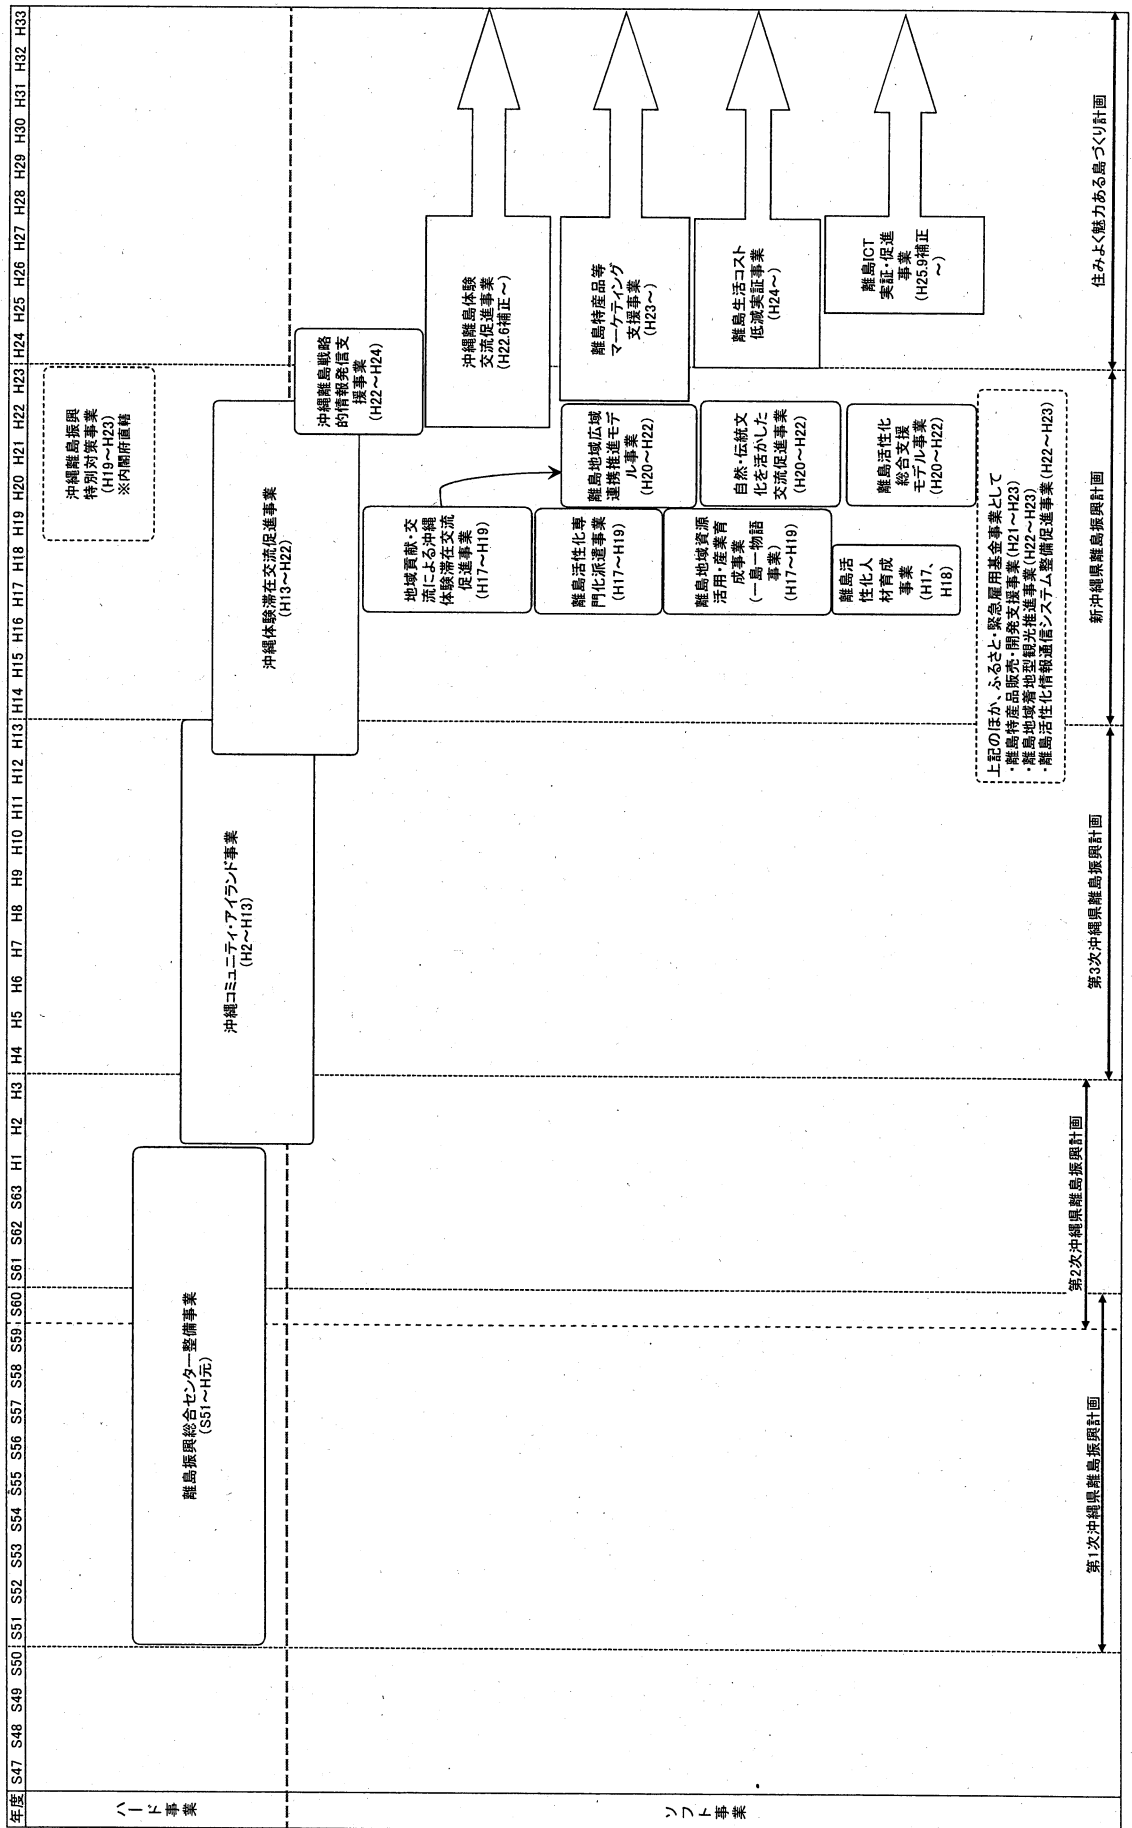 年度 S47 S48 S49 S50 S51 S52 S53 S54 S55 S56 S57 S58 S59 S60 S61 S62 S63 H1 H2 H3 H4 H5 H6 H7 H8 H9 H10 H11 H12 H13 H14 H15 H16 H17 H18 H19 H20 H21 H22 H23 H24 H25 H26 H27 H28 H29 H30 H31 H32 H33
ハード事業
離島振興総合センター整備事業
(S51～H元)
沖縄コミュニティ・アイランド事業
(H2～H13)
沖縄体験滞在交流促進事業
(H13～H22)
沖縄離島振興
特別対策事業
(H19～H23)
※内閣府直轄
ソフト事業
沖縄離島戦略
的情報発信支
援事業
(H22～H24)
地域貢献・交
流による沖縄
体験滞在交流
促進事業
(H17～H19)
沖縄離島体験
交流促進事業
(H22.6補正～)
離島活性化専
門化派遣事業
(H17～H19)
離島地域広域
連携推進モデ
ル事業
(H20～H22)
離島特産品等
マーケティング
支援事業
(H23～)
離島地域資源
活用・産業育
成事業
(一島一物語
事業)
(H17～H19)
自然・伝統文
化を活かした
交流促進事業
(H20～H22)
離島生活コスト
低減実証事業
(H24～)
離島活
性化人
材育成
事業
(H17、
H18)
離島活性化
総合支援
モデル事業
(H20～H22)
離島ICT
実証・促進
事業
(H25.9補正
～)
上記のほか、ふるさと・緊急雇用基金事業として
・離島特産品販売・開発支援事業(H21～H23)
・離島地域着地型観光推進事業(H22～H23)
・離島活性化情報通信システム整備促進事業(H22～H23)
第1次沖縄県離島振興計画
第2次沖縄県離島振興計画
第3次沖縄県離島振興計画
新沖縄県離島振興計画
住みよく魅力ある島づくり計画